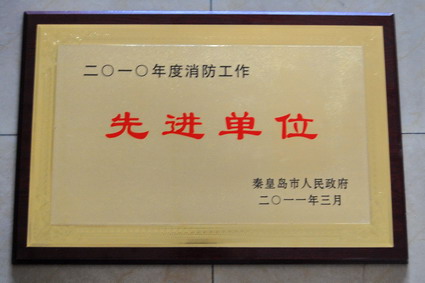 二〇一〇年度消防工作
先进单位
秦皇岛市人民政府
二〇一一年三月